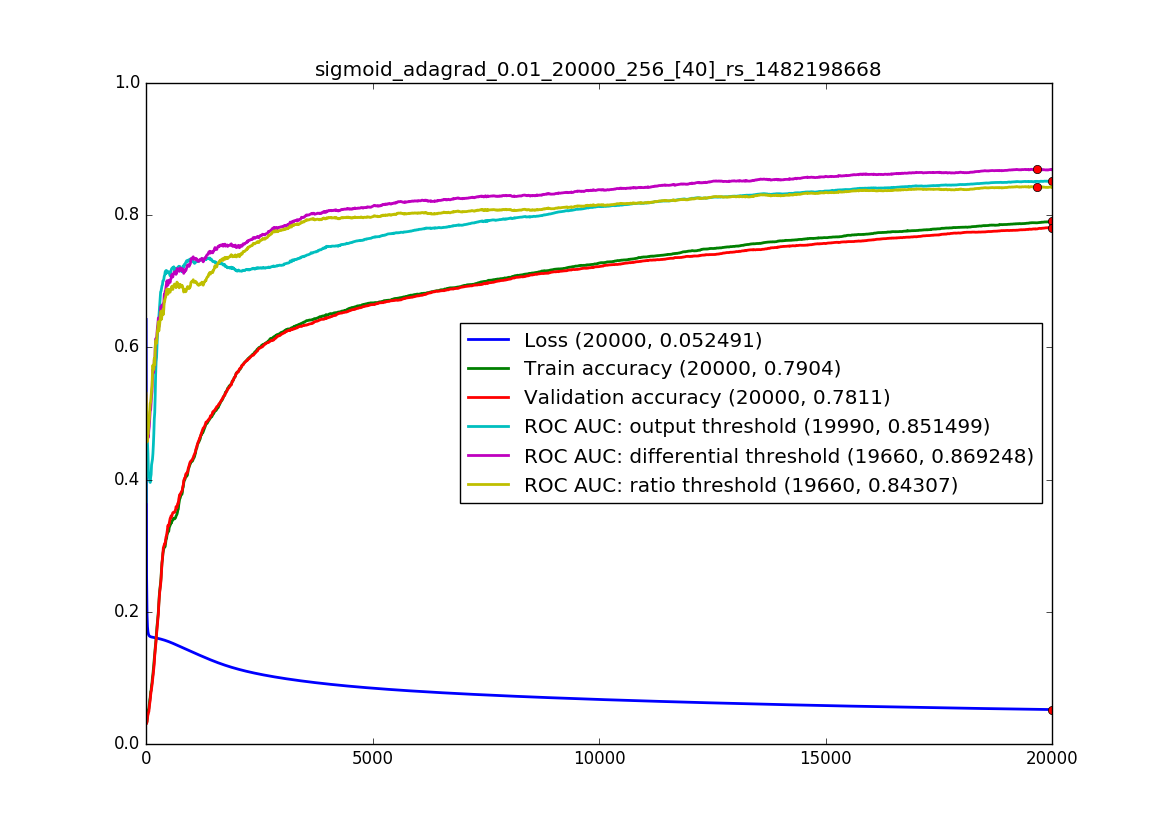 sigmoid_adagrad_0.01_20000_256_[40]_rs_1482198668
1.0
0.8
0.6
0.4
0.2
0.0
Loss (20000, 0.052491)
Train accuracy (20000, 0.7904)
Validation accuracy (20000, 0.7811)
ROC AUC: output threshold (19990, 0.851499)
ROC AUC: differential threshold (19660, 0.869248)
ROC AUC: ratio threshold (19660, 0.84307)
0 5000 10000 15000 20000